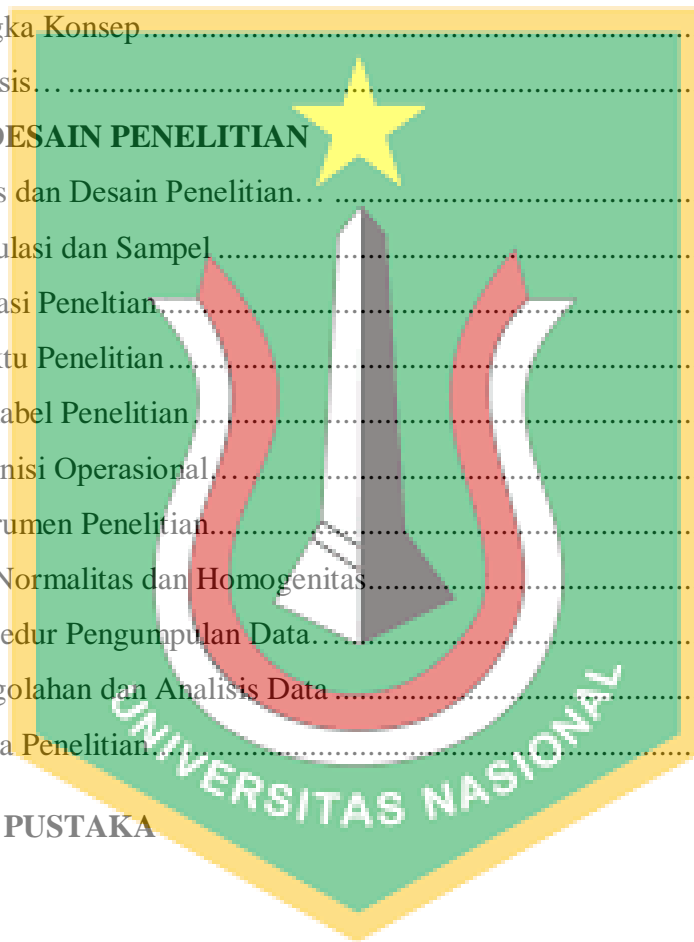 gka Konsep
sis…
DESAIN PENELITIAN
s dan Desain Penelitian…
ulasi dan Sampel
asi Peneltian
ktu Penelitian
abel Penelitian
nisi Operasional…
rumen Penelitian
Normalitas dan Homogenitas
edur Pengumpulan Data…
golahan dan Analisis Data
a Penelitian
PUSTAKA
UNIVERSITAS NASIONAL